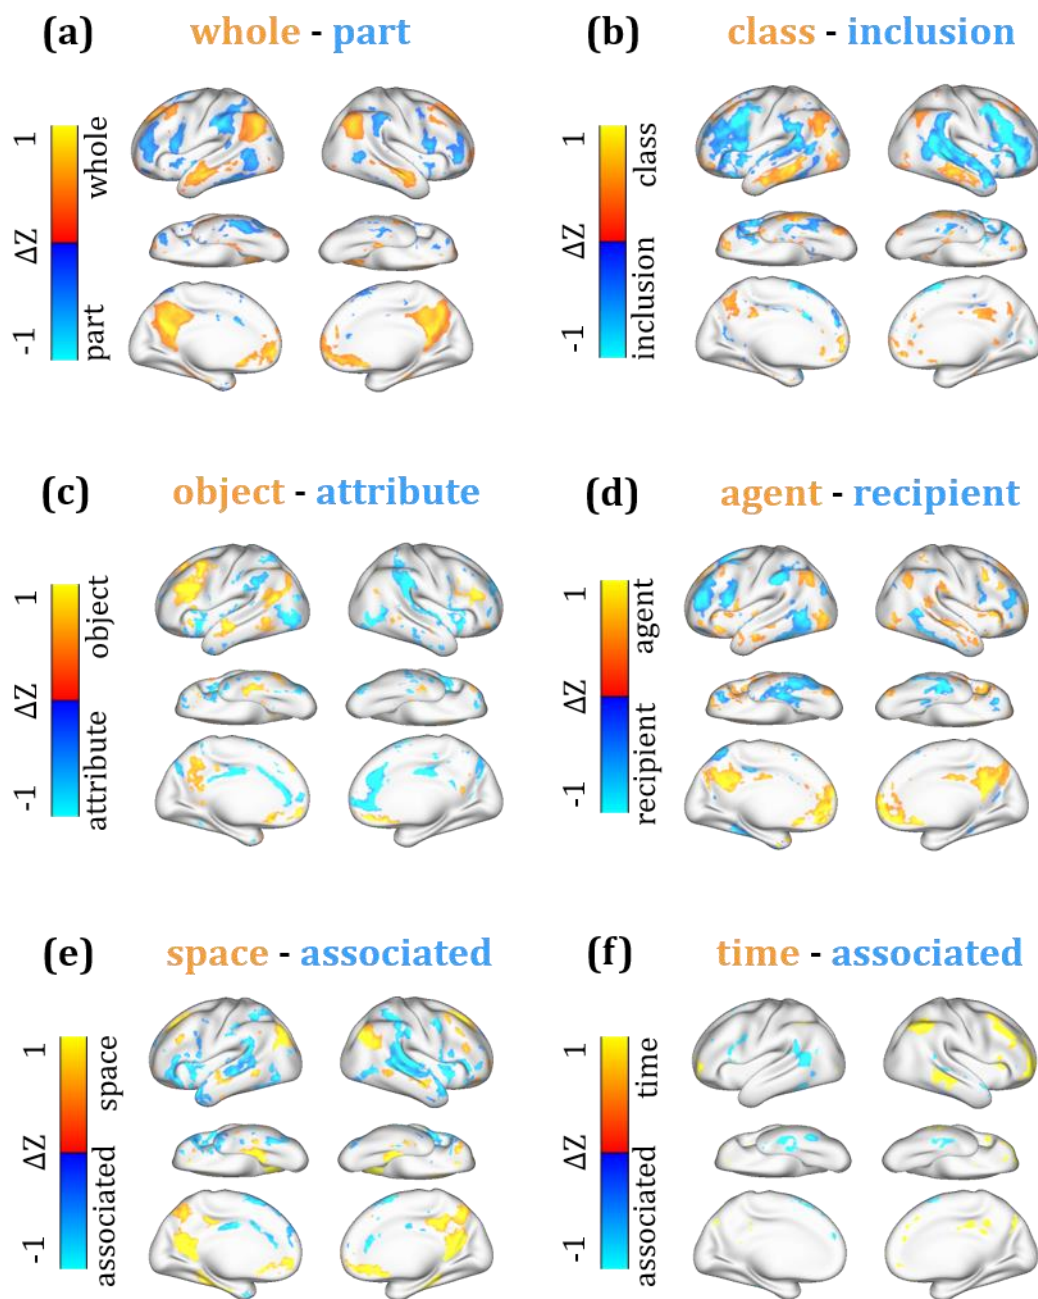 (a) whole - part
1
whole
ΔZ
part
-1
(b) class - inclusion
1
class
ΔZ
inclusion
-1
(c) object - attribute
1
object
ΔZ
attribute
-1
(d) agent - recipient
1
agent
ΔZ
recipient
-1
(e) space - associated
1
space
ΔZ
associated
-1
(f) time - associated
1
time
ΔZ
associated
-1